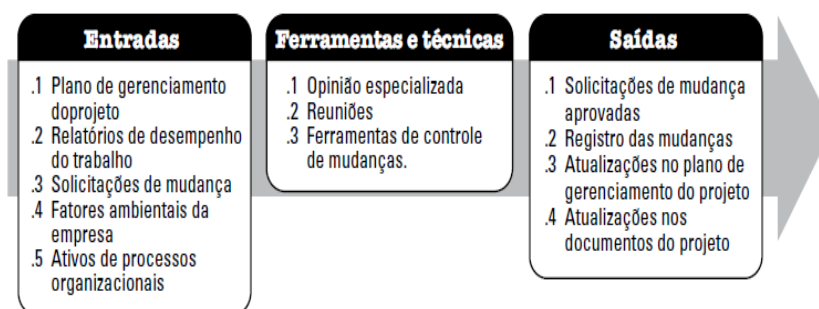 Entradas
.1 Plano de gerenciamento
doprojeto
.2 Relatórios de desempenho
do trabalho
.3 Solicitações de mudança
.4 Fatores ambientais da
empresa
.5 Ativos de processos
organizacionais
Ferramentas e técnicas
.1 Opinião especializada
.2 Reuniões
.3 Ferramentas de controle
de mudanças.
Saídas
.1 Solicitações de mudança
aprovadas
.2 Registro das mudanças
.3 Atualizações no plano de
gerenciamento do projeto
.4 Atualizações nos
documentos do projeto